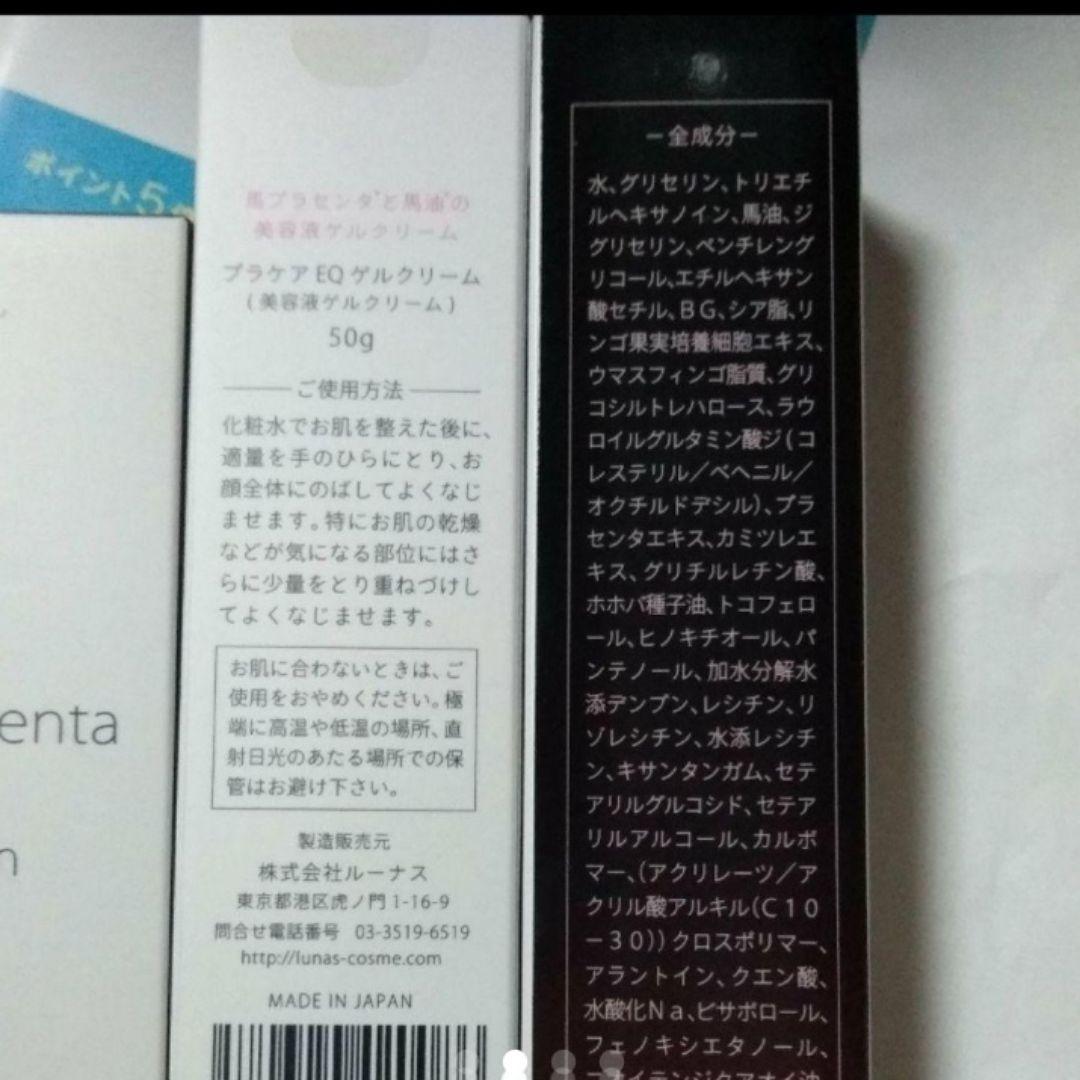 ポイント5
enta
馬プラセンタ*と馬油*の
美容液ゲルクリーム
プラケア EQ ゲルクリーム
(美容液ゲルクリーム)
50g
ご使用方法
化粧水でお肌を整えた後に、
適量を手のひらにとり、お
顔全体にのばしてよくなじ
ませます。特にお肌の乾燥
などが気になる部位にはさ
らに少量をとり重ねづけし
てよくなじませます。
お肌に合わないときは、ご
使用をおやめください。極
端に高温や低温の場所、直
射日光のあたる場所での保
管はお避け下さい。
製造販売元
株式会社ルーナス
東京都港区虎ノ門 1-16-9
問合せ電話番号 03-3519-6519
http://lunas-cosme.com
MADE IN JAPAN
ー全成分ー
水、グリセリン、トリエチ
ルヘキサノイン、馬油、ジ
グリセリン、ペンチレング
リコール、エチルヘキサン
酸セチル、BG、シア脂、リ
ンゴ果実培養細胞エキス、
ウマスフィンゴ脂質、グリ
コシルトレハロース、ラウ
ロイルグルタミン酸ジ(コ
レステリル/ベヘニル/
オクチルドデシル)、プラ
センタエキス、カミツレエ
キス、グリチルレチン酸、
ホホバ種子油、トコフェロ
ール、ヒノキチオール、パ
ンテノール、加水分解水
添デンプン、レシチン、リ
ゾレシチン、水添レシチ
ン、キサンタンガム、セテ
アリルグルコシド、セテア
リルアルコール、カルボ
マー、(アクリレーツ/ア
クリル酸アルキル(C10
-30))クロスポリマー、
アラントイン、クエン酸、
水酸化Na、ビサボロール、
フェノキシエタノール、